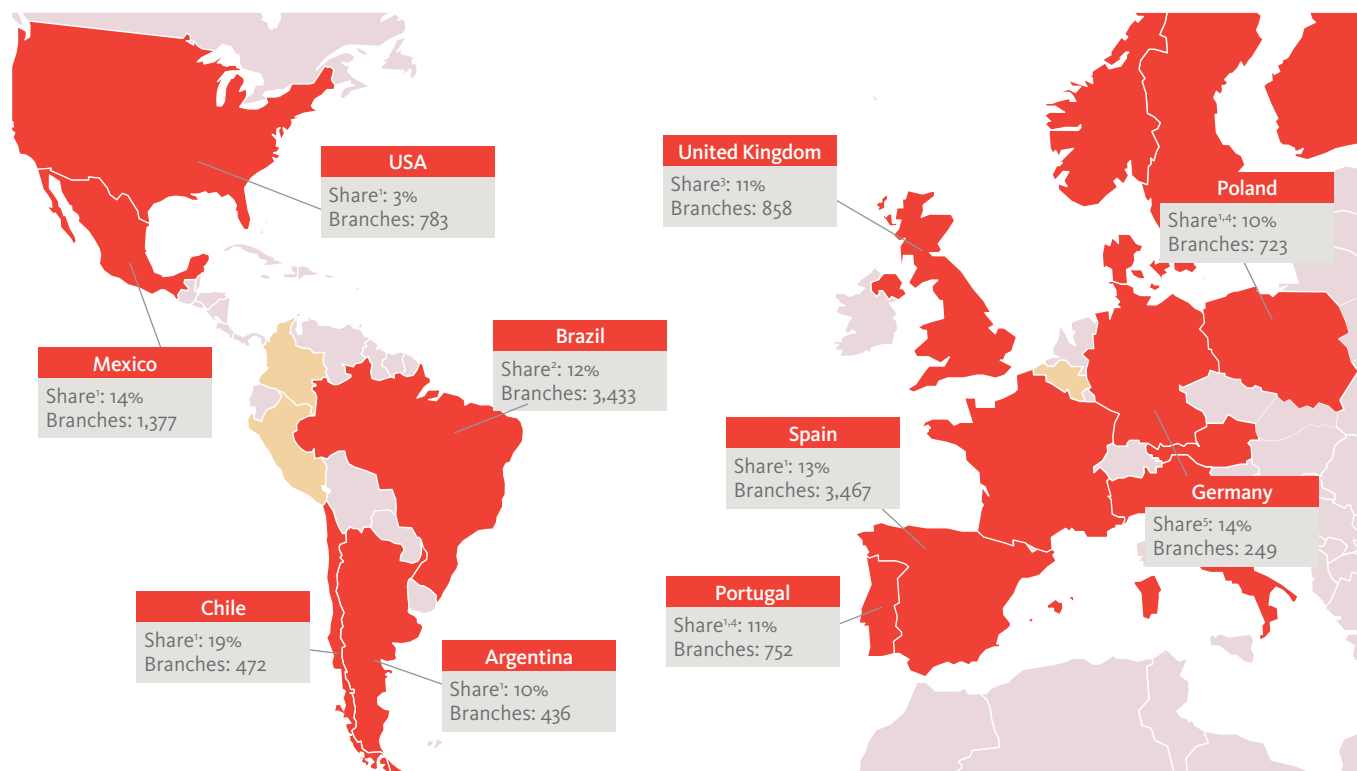 USA
Share¹: 3%
Branches: 783
Mexico
Share¹: 14%
Branches: 1,377
Brazil
Share²: 12%
Branches: 3,433
Chile
Share¹: 19%
Branches: 472
Argentina
Share¹: 10%
Branches: 436
United Kingdom
Share³: 11%
Branches: 858
Poland
Share¹,⁴: 10%
Branches: 723
Spain
Share¹: 13%
Branches: 3,467
Germany
Share⁵: 14%
Branches: 249
Portugal
Share¹,⁴: 11%
Branches: 752